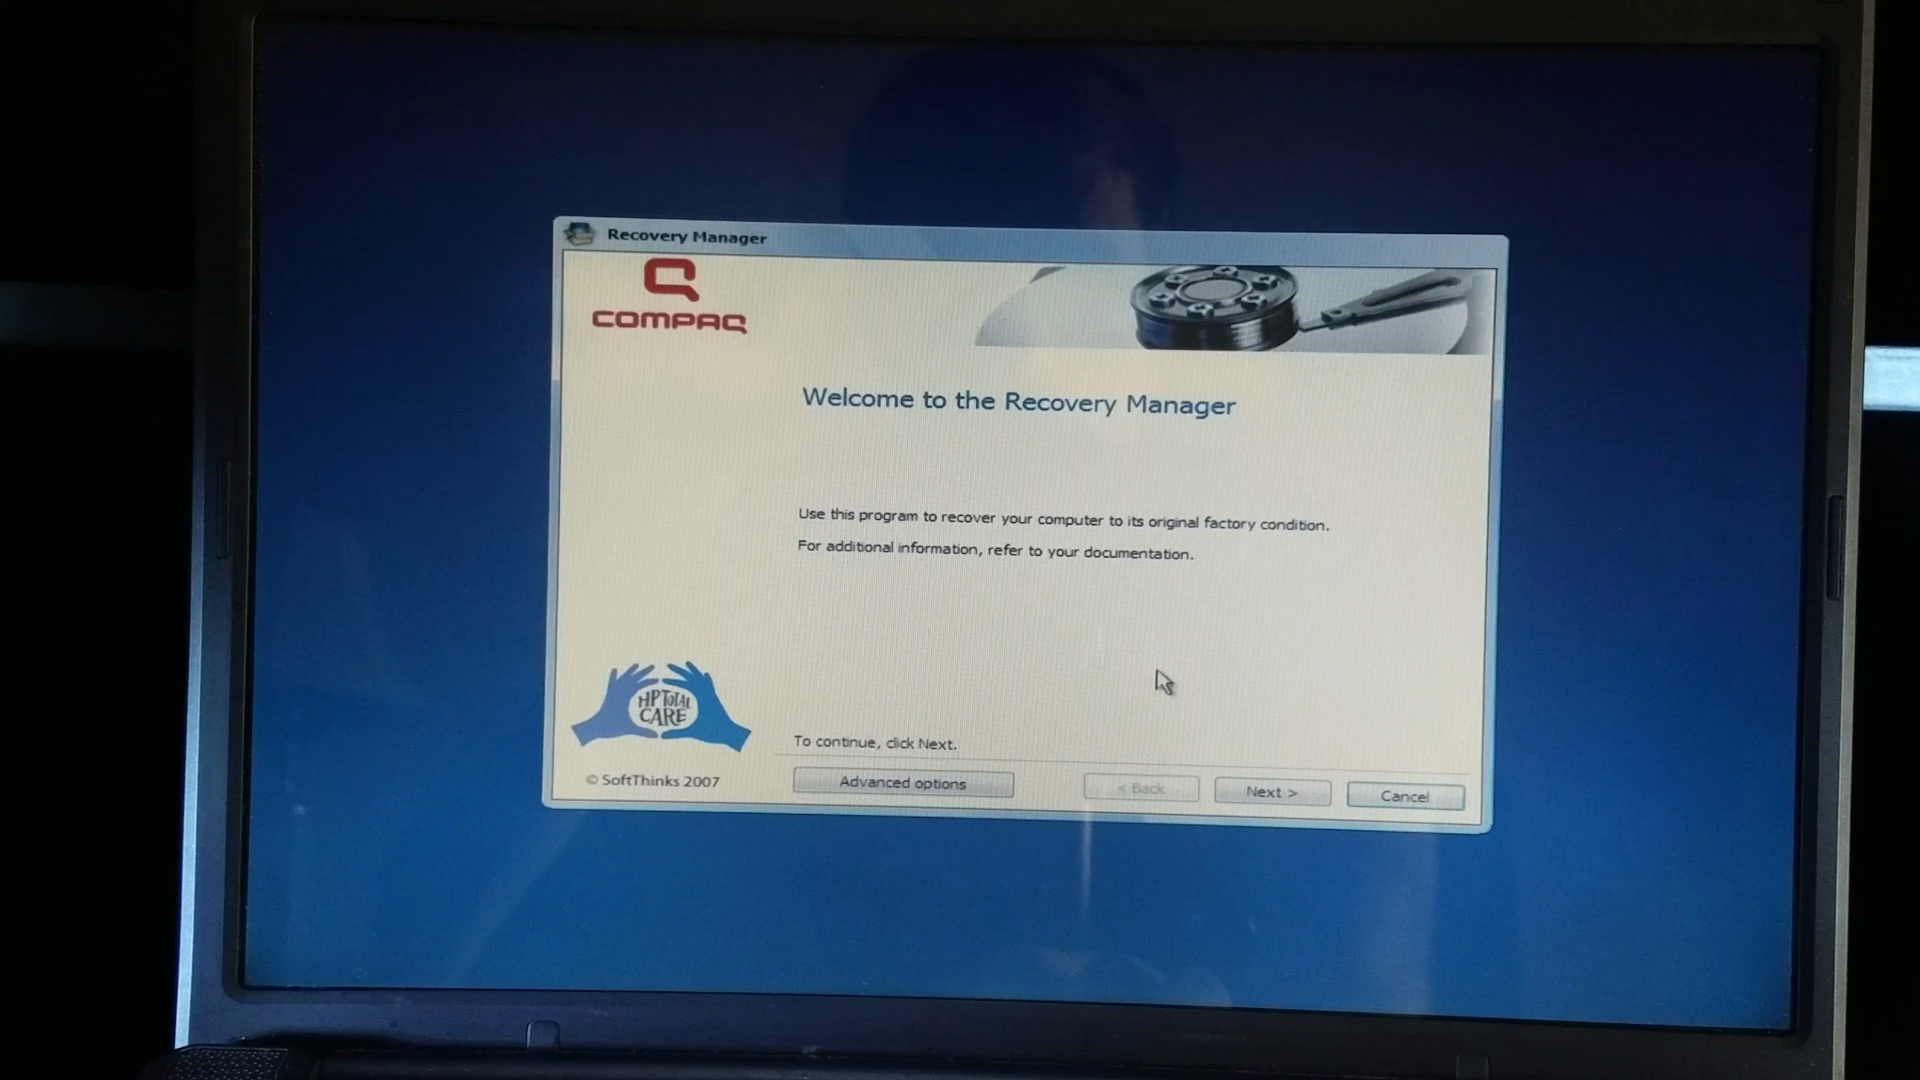 Recovery Manager
COMPAQ
Welcome to the Recovery Manager
Use this program to recover your computer to its original factory condition.
For additional information, refer to your documentation.
HP TOTAL
CARE
To continue, click Next.
© SoftThinks 2007
Advanced options
< Back
Next >
Cancel